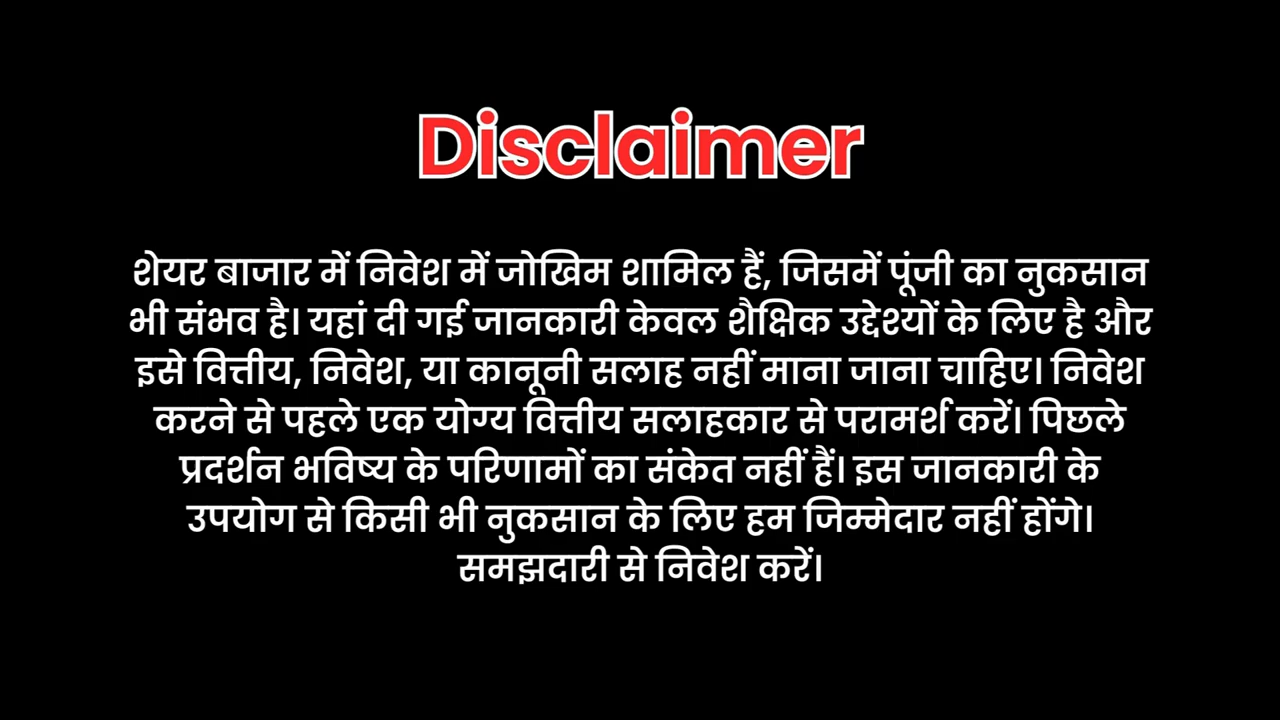 Disclaimer
शेयर बाजार में निवेश में जोखिम शामिल हैं, जिसमें पूंजी का नुकसान
भी संभव है। यहां दी गई जानकारी केवल शैक्षिक उद्देश्यों के लिए है और
इसे वित्तीय, निवेश, या कानूनी सलाह नहीं माना जाना चाहिए। निवेश
करने से पहले एक योग्य वित्तीय सलाहकार से परामर्श करें। पिछले
प्रदर्शन भविष्य के परिणामों का संकेत नहीं हैं। इस जानकारी के
उपयोग से किसी भी नुकसान के लिए हम जिम्मेदार नहीं होंगे।
समझदारी से निवेश करें।